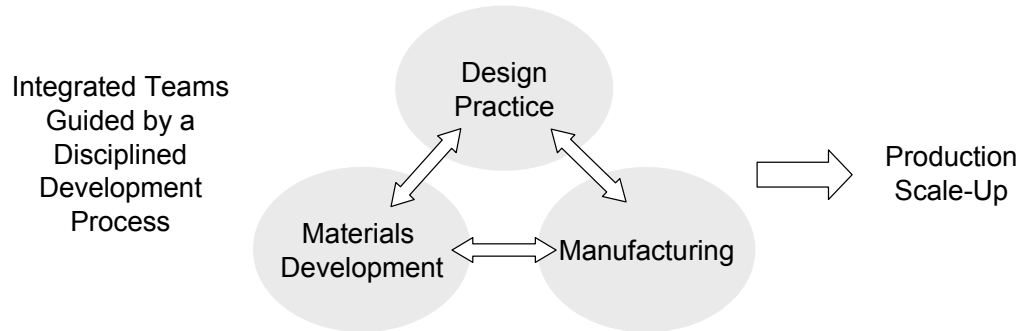 Integrated Teams
Guided by a
Disciplined
Development
Process
Design
Practice
Materials
Development
Manufacturing
Production
Scale-Up